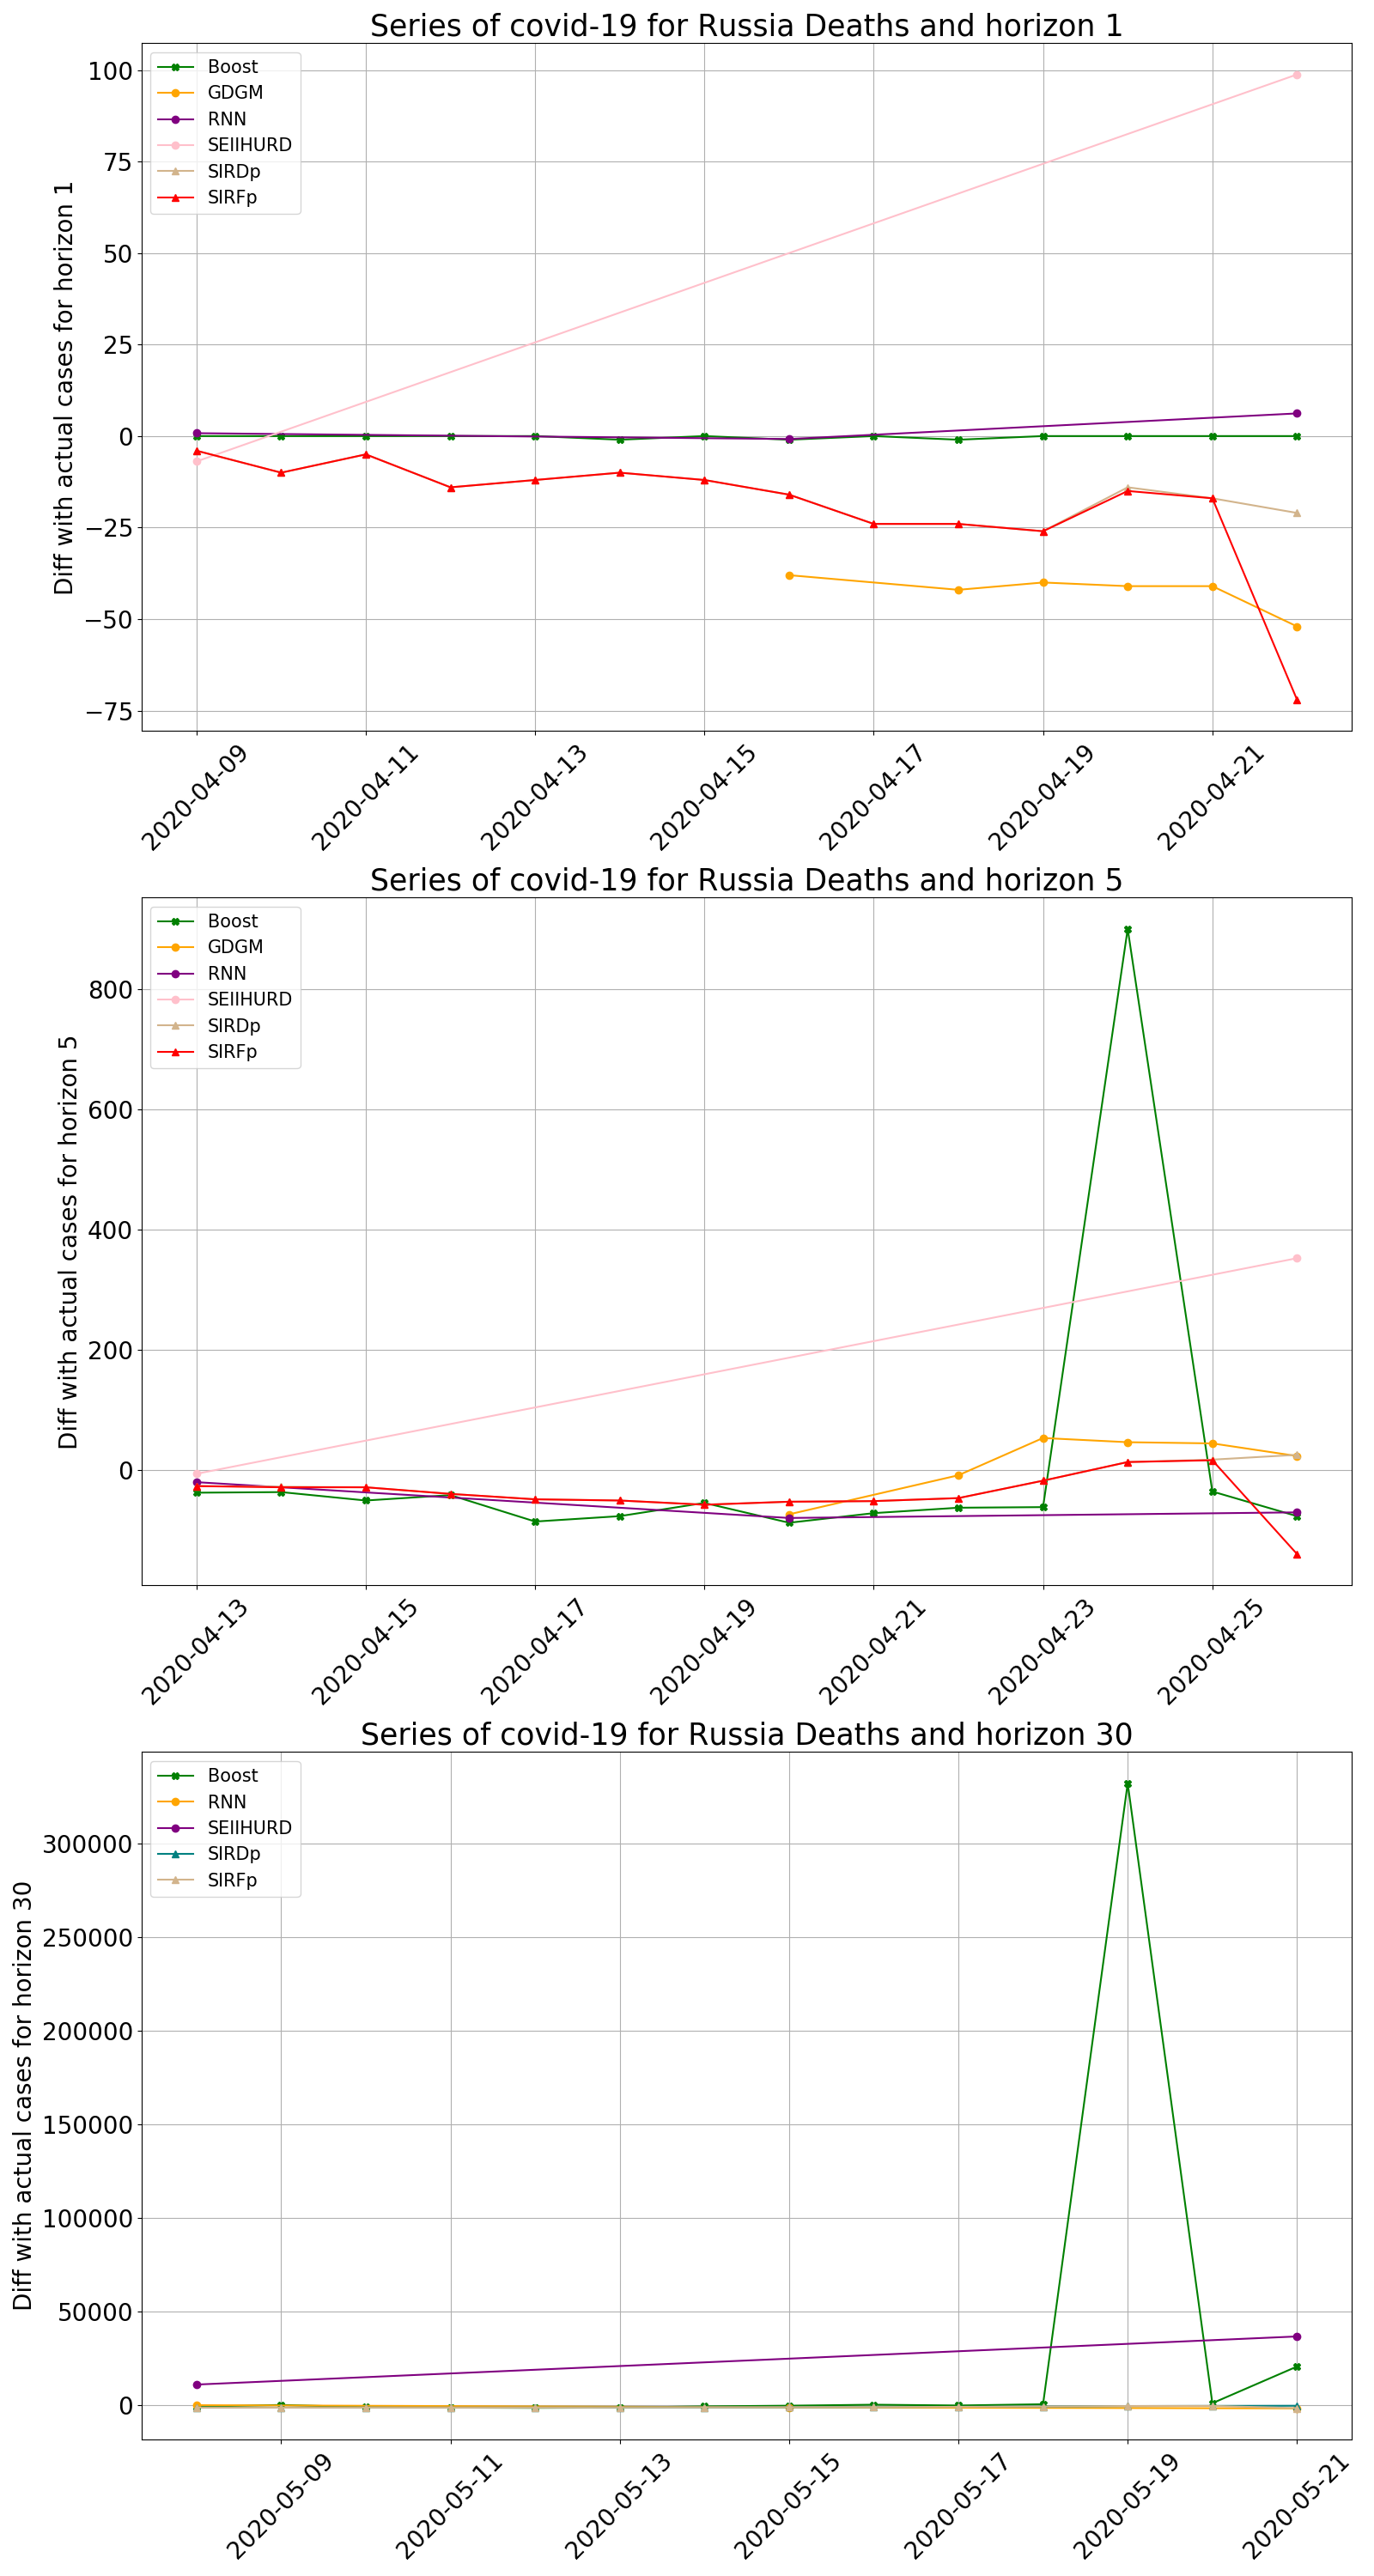 Series of covid-19 for Russia Deaths and horizon 1
Diff with actual cases for horizon 1
100
75
50
25
0
−25
−50
−75
Boost
GDGM
RNN
SEIIHURD
SIRDp
SIRFp
2020-04-09
2020-04-11
2020-04-13
2020-04-15
2020-04-17
2020-04-19
2020-04-21
Series of covid-19 for Russia Deaths and horizon 5
Diff with actual cases for horizon 5
800
600
400
200
0
Boost
GDGM
RNN
SEIIHURD
SIRDp
SIRFp
2020-04-13
2020-04-15
2020-04-17
2020-04-19
2020-04-21
2020-04-23
2020-04-25
Series of covid-19 for Russia Deaths and horizon 30
Diff with actual cases for horizon 30
300000
250000
200000
150000
100000
50000
0
Boost
RNN
SEIIHURD
SIRDp
SIRFp
2020-05-09
2020-05-11
2020-05-13
2020-05-15
2020-05-17
2020-05-19
2020-05-21